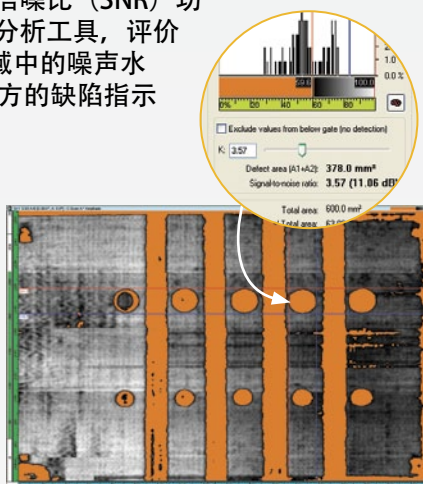 信噪比（SNR）功
分析工具，评价
域中的噪声水
方的缺陷指示
1.0
0.0 %
59.6
100.0
0%
20
40
60
80
Exclude values from below gate (no detection)
K: 3.57
Defect area (A1+A2): 378.0 mm²
Signal-to-noise ratio: 3.57 (11.06 dB)
Total area: 600.0 mm²